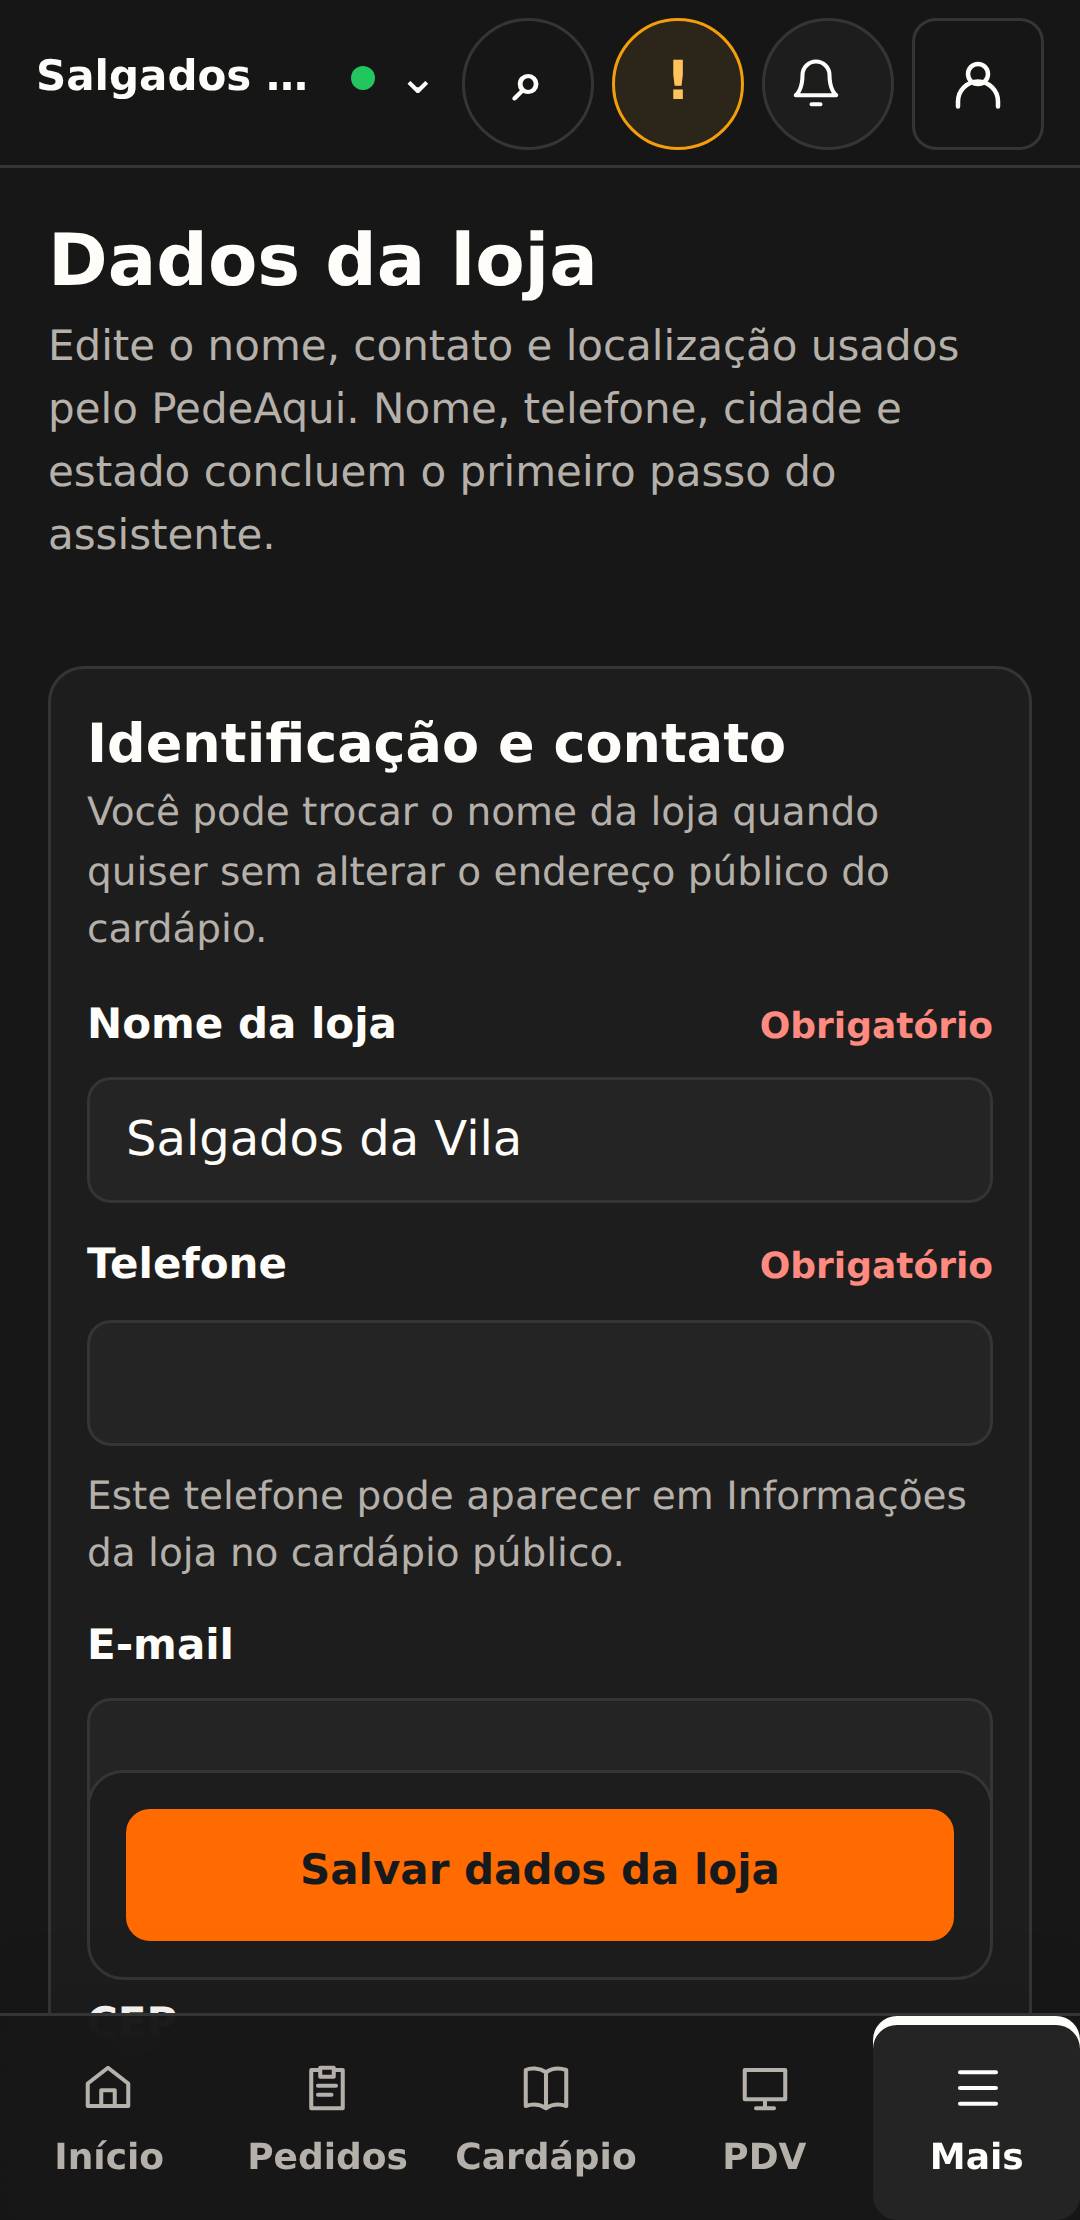 Salgados ...
!
Dados da loja
Edite o nome, contato e localização usados
pelo PedeAqui. Nome, telefone, cidade e
estado concluem o primeiro passo do
assistente.
Identificação e contato
Você pode trocar o nome da loja quando
quiser sem alterar o endereço público do
cardápio.
Nome da loja Obrigatório
Salgados da Vila
Telefone Obrigatório
Este telefone pode aparecer em Informações
da loja no cardápio público.
E-mail
Salvar dados da loja
CEP
Início Pedidos Cardápio PDV Mais